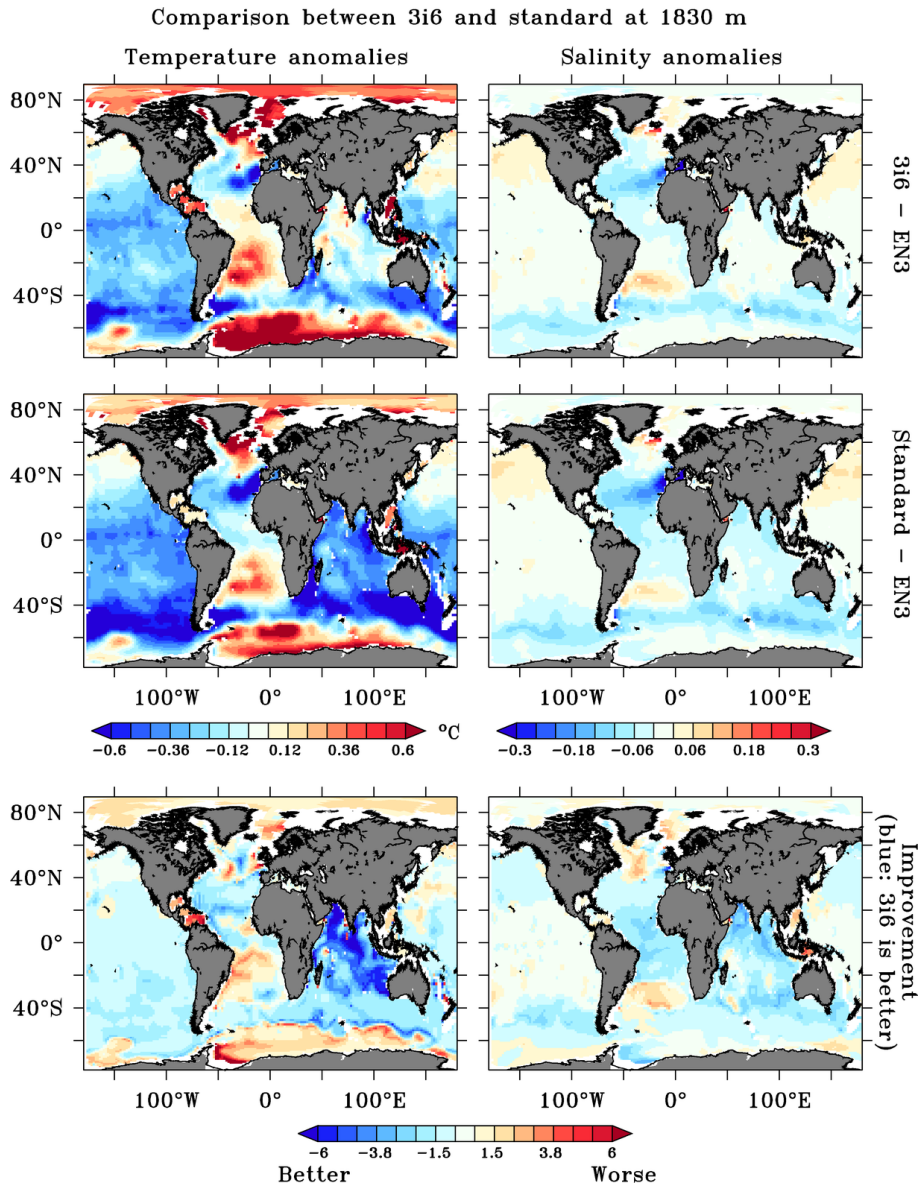 Comparison between 3i6 and standard at 1830 m
Temperature anomalies
Salinity anomalies
80°N
40°N
0°
40°S
3i6 − EN3
80°N
40°N
0°
40°S
Standard − EN3
100°W 0° 100°E
100°W 0° 100°E
−0.6 −0.36 −0.12 0.12 0.36 0.6 °C
−0.3 −0.18 −0.06 0.06 0.18 0.3
80°N
40°N
0°
40°S
Improvement
(blue: 3i6 is better)
100°W 0° 100°E
100°W 0° 100°E
−6 −3.8 −1.5 1.5 3.8 6
Better Worse